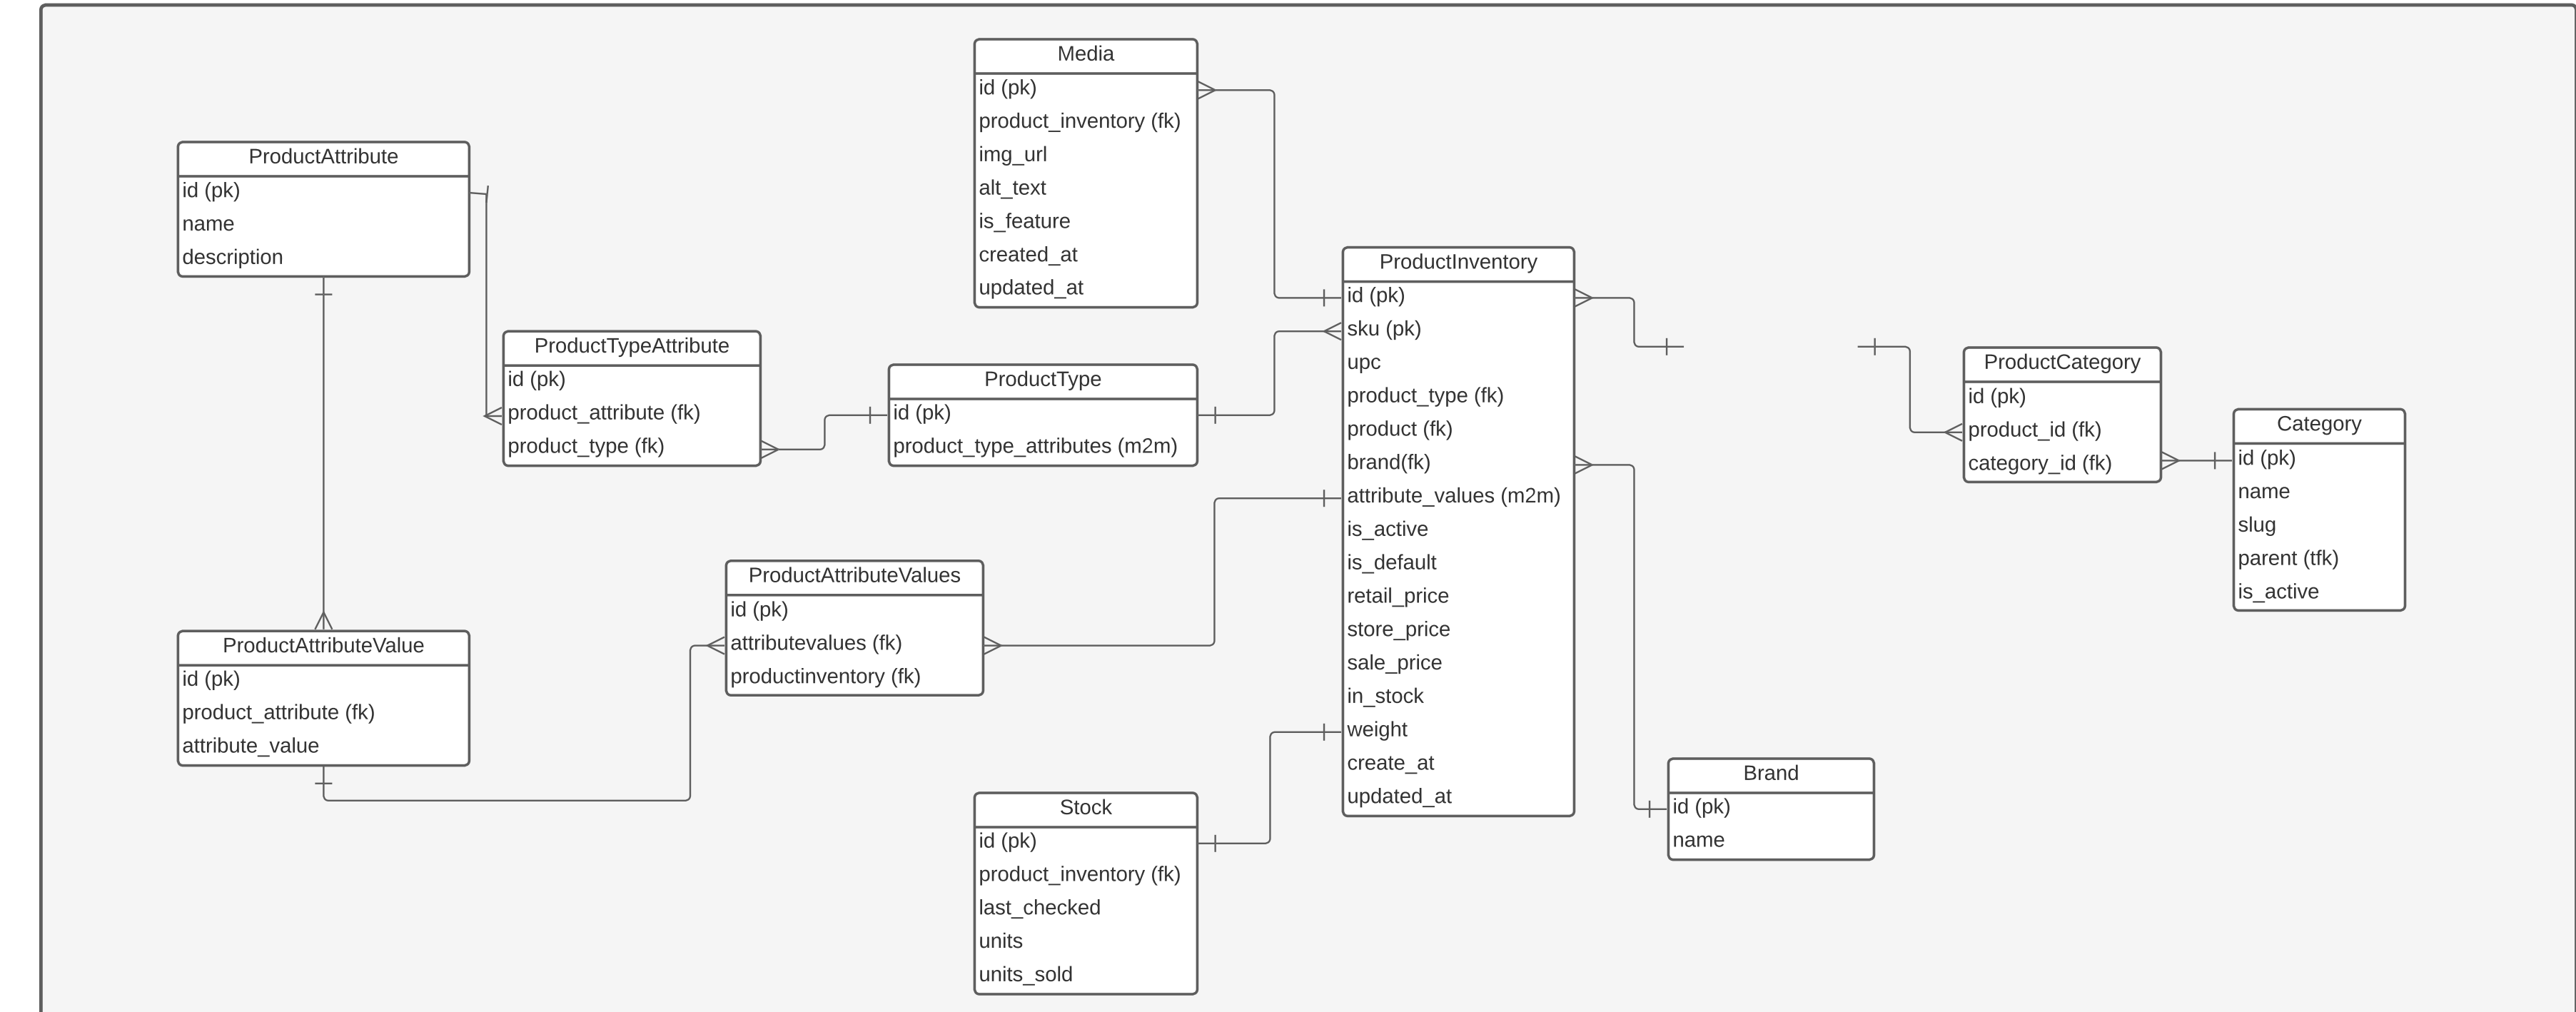 Media
id (pk)
product_inventory (fk)
img_url
alt_text
is_feature
created_at
updated_at
ProductAttribute
id (pk)
name
description
ProductInventory
id (pk)
sku (pk)
upc
product_type (fk)
product (fk)
brand(fk)
attribute_values (m2m)
is_active
is_default
retail_price
store_price
sale_price
in_stock
weight
create_at
updated_at
ProductTypeAttribute
id (pk)
product_attribute (fk)
product_type (fk)
ProductType
id (pk)
product_type_attributes (m2m)
ProductCategory
id (pk)
product_id (fk)
category_id (fk)
Category
id (pk)
name
slug
parent (tfk)
is_active
ProductAttributeValues
id (pk)
attributevalues (fk)
productinventory (fk)
ProductAttributeValue
id (pk)
product_attribute (fk)
attribute_value
Brand
id (pk)
name
Stock
id (pk)
product_inventory (fk)
last_checked
units
units_sold